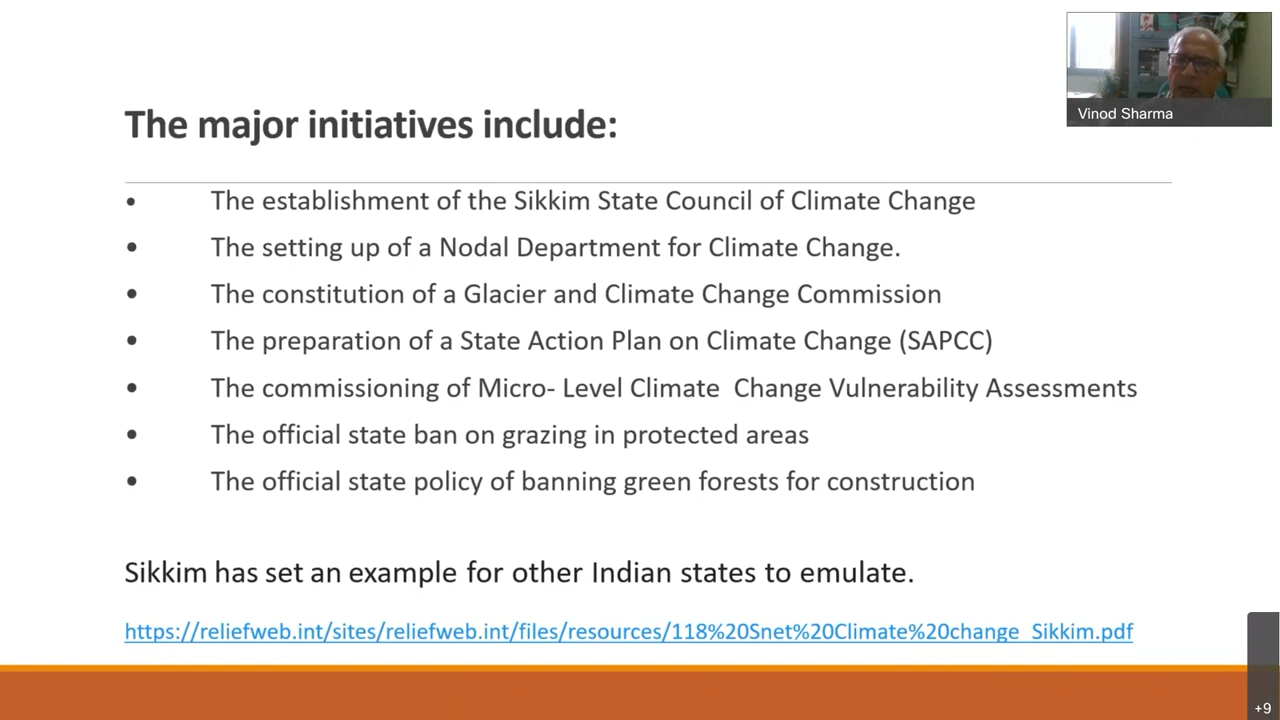 Vinod Sharma
The major initiatives include:
• The establishment of the Sikkim State Council of Climate Change
• The setting up of a Nodal Department for Climate Change.
• The constitution of a Glacier and Climate Change Commission
• The preparation of a State Action Plan on Climate Change (SAPCC)
• The commissioning of Micro- Level Climate  Change Vulnerability Assessments
• The official state ban on grazing in protected areas
• The official state policy of banning green forests for construction
Sikkim has set an example for other Indian states to emulate.
https://reliefweb.int/sites/reliefweb.int/files/resources/118%20Snet%20Climate%20change_Sikkim.pdf
+9